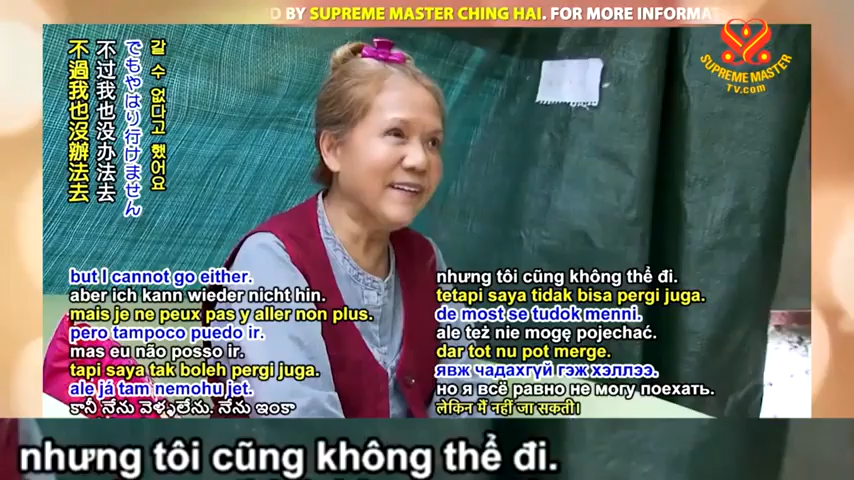 D BY SUPREME MASTER CHING HAI. FOR MORE INFORMAT
SUPREME MASTER
TV.com
갈 수 없다고 했어요
でもやはり行けません
不过我也没办法去
不過我也沒辦法去
but I cannot go either.
aber ich kann wieder nicht hin.
mais je ne peux pas y aller non plus.
pero tampoco puedo ir.
mas eu não posso ir.
tapi saya tak boleh pergi juga.
ale já tam nemohu jet.
కానీ నేను వెళ్ళలేను. నేను ఇంకా
nhưng tôi cũng không thể đi.
tetapi saya tidak bisa pergi juga.
de most se tudok menni.
ale też nie mogę pojechać.
dar tot nu pot merge.
явж чадахгүй гэж хэллээ.
но я всё равно не могу поехать.
लेकिन मैं नहीं जा सकती।
nhưng tôi cũng không thể đi.